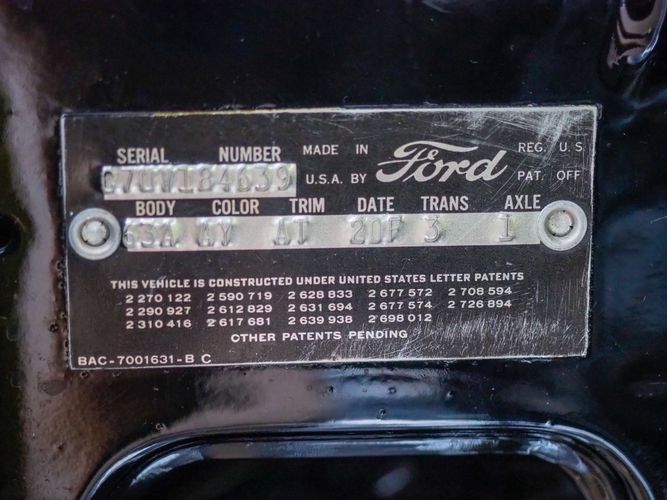 SERIAL NUMBER MADE IN Ford REG. U. S.
C7UV184639 U.S.A. BY PAT. OFF
BODY COLOR TRIM DATE TRANS AXLE
63A AY AT 20F 3 1
THIS VEHICLE IS CONSTRUCTED UNDER UNITED STATES LETTER PATENTS
2 270 122 2 590 719 2 628 833 2 677 572 2 708 594
2 290 927 2 612 829 2 631 694 2 677 574 2 726 894
2 310 416 2 617 681 2 639 938 2 698 012
OTHER PATENTS PENDING
BAC-7001631-B C